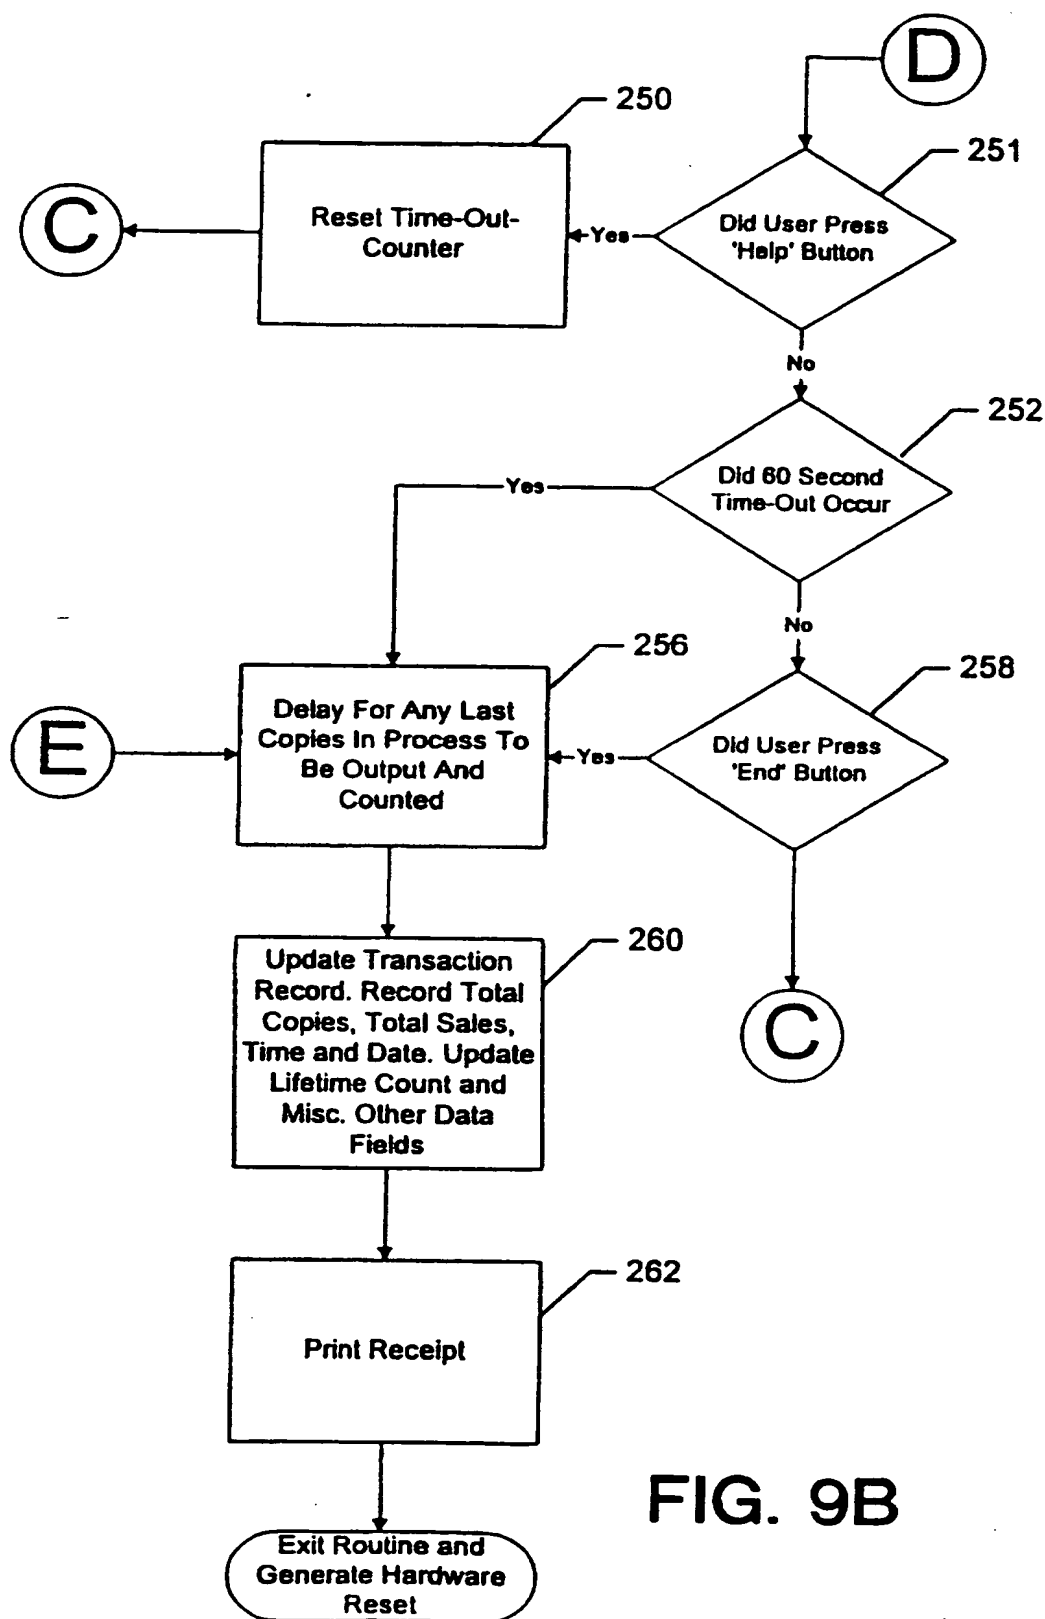 D
250
251
C
Reset Time-Out-
Counter
Yes
Did User Press
'Help' Button
No
252
Did 60 Second
Time-Out Occur
Yes
No
256
258
E
Delay For Any Last
Copies In Process To
Be Output And
Counted
Yes
Did User Press
'End' Button
260
Update Transaction
Record. Record Total
Copies, Total Sales,
Time and Date. Update
Lifetime Count and
Misc. Other Data
Fields
C
262
Print Receipt
FIG. 9B
Exit Routine and
Generate Hardware
Reset